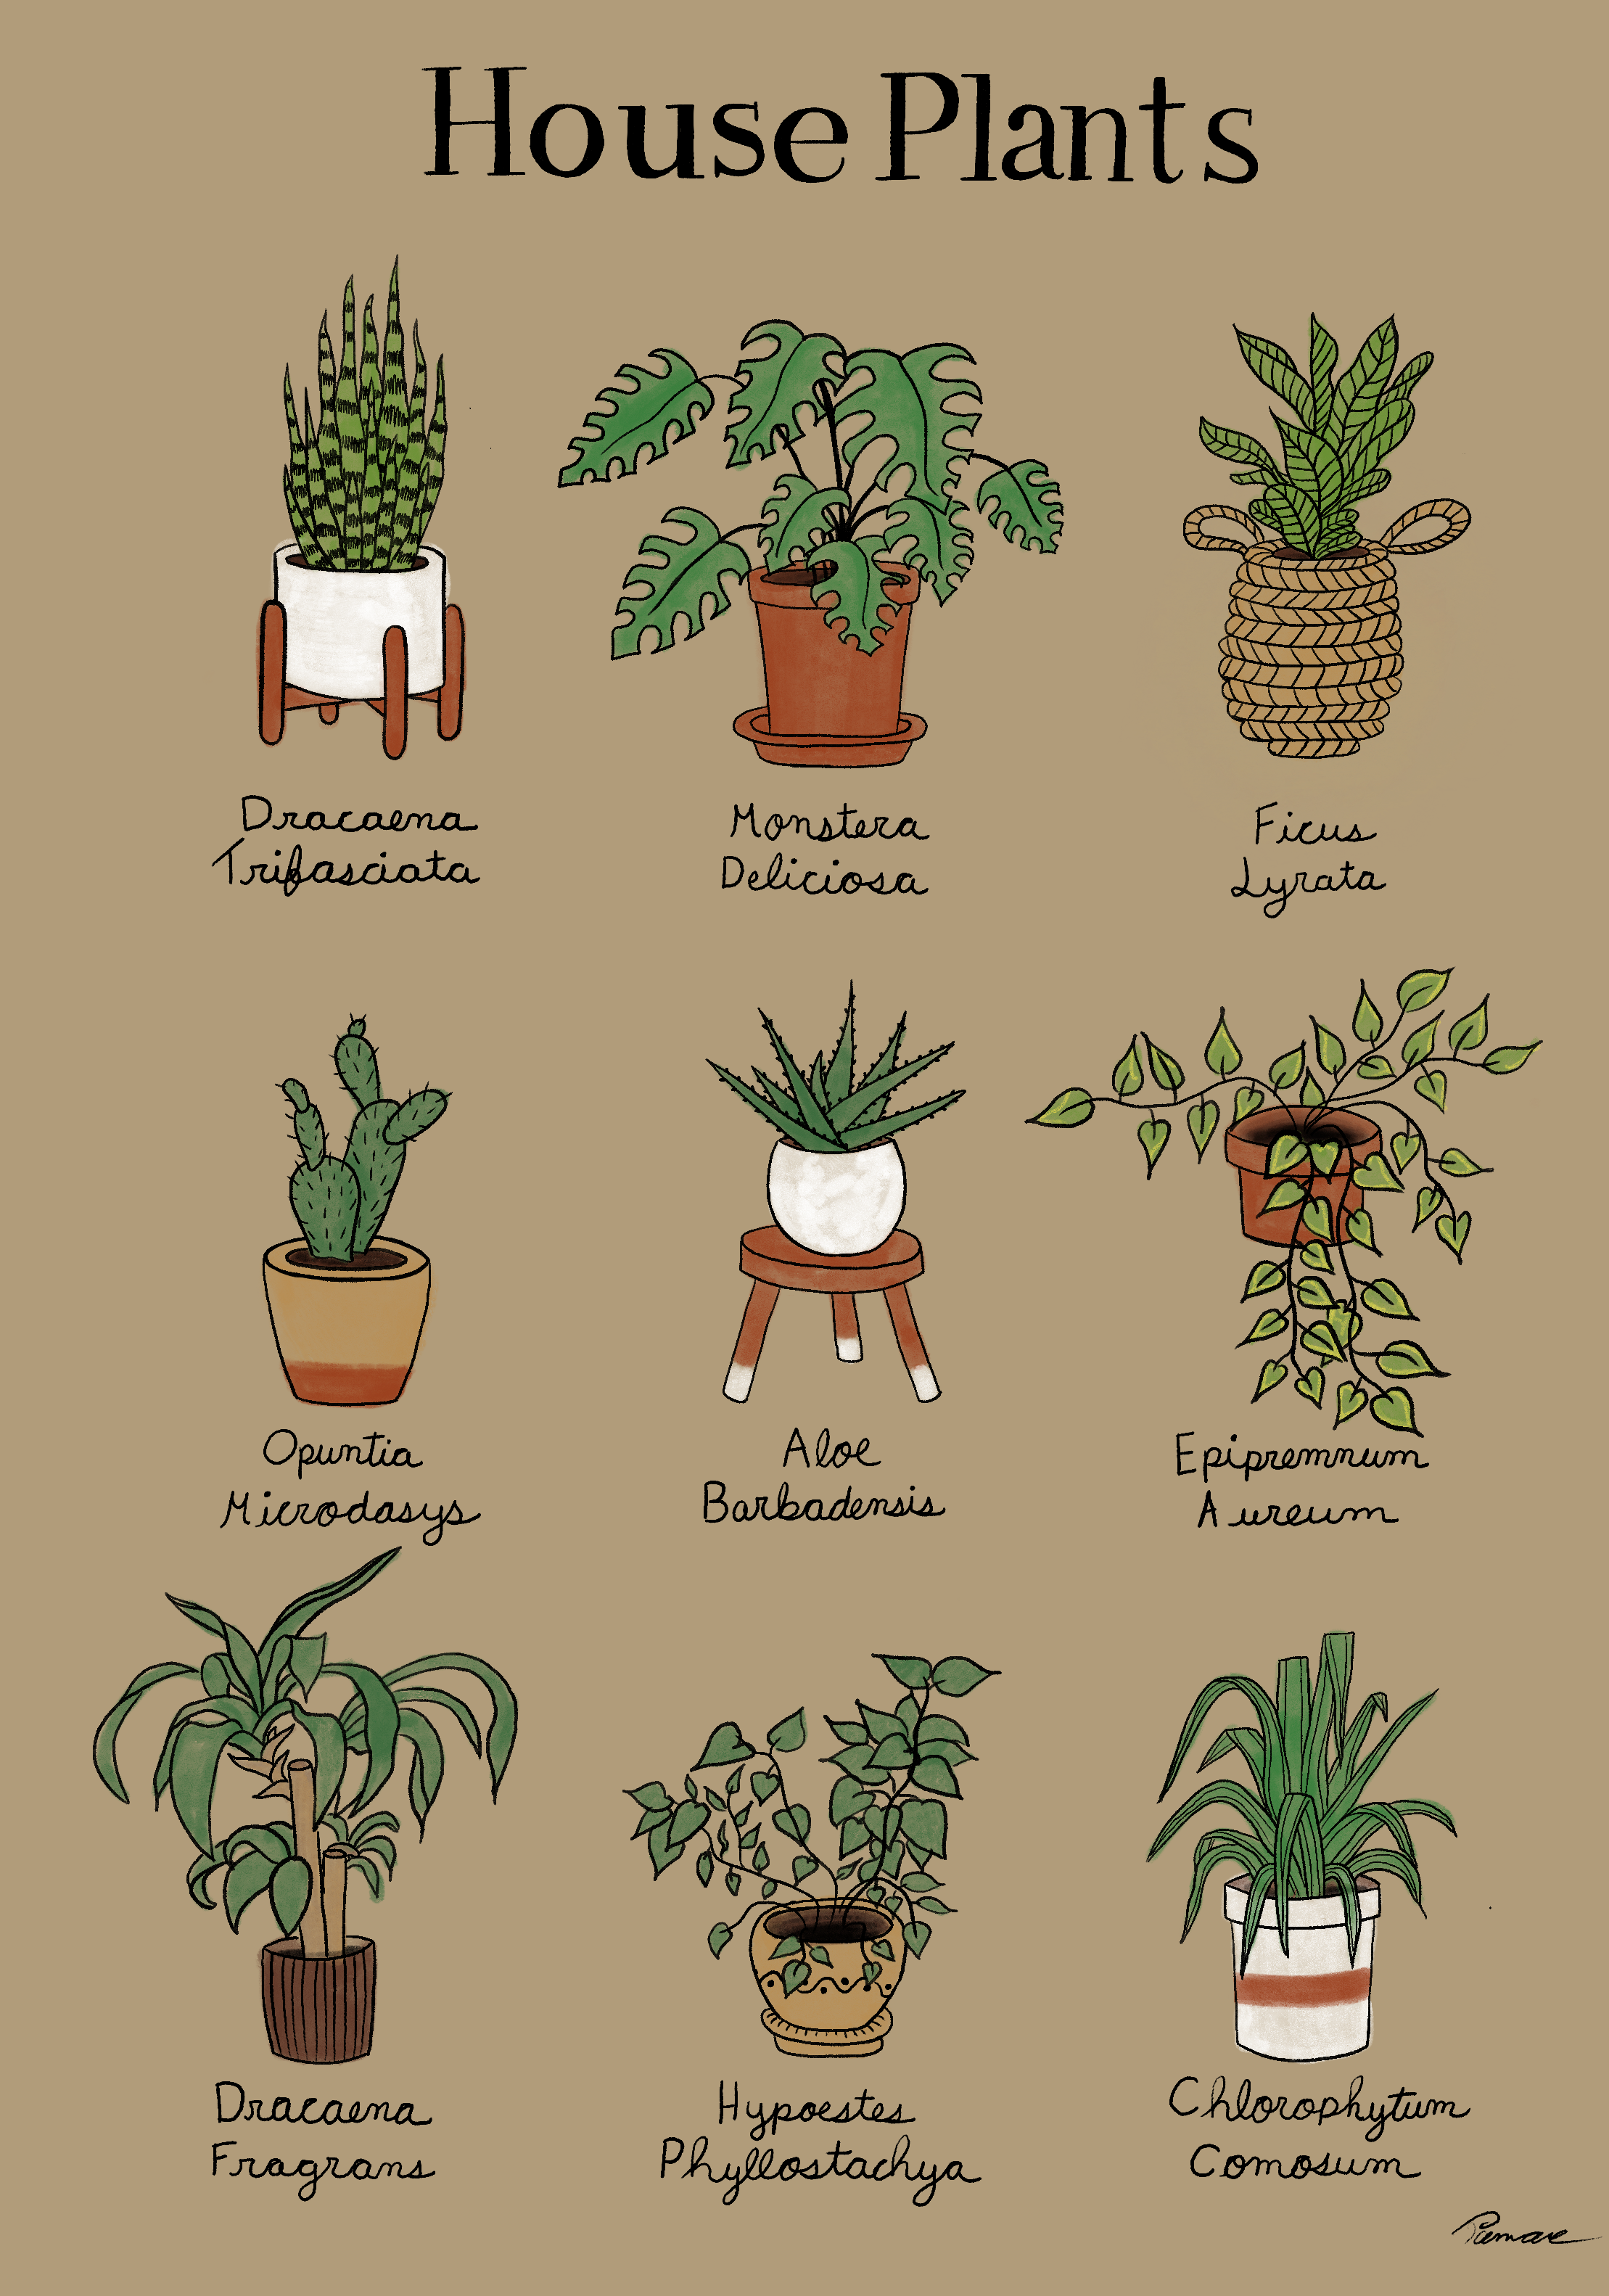 House Plants
Dracaena
Trifasciata
Monstera
Deliciosa
Ficus
Lyrata
Opuntia
Microdasys
Aloe
Barbadensis
Epipremnum
Aureum
Dracaena
Fragrans
Hypoestes
Phyllostachya
Chlorophytum
Comosum